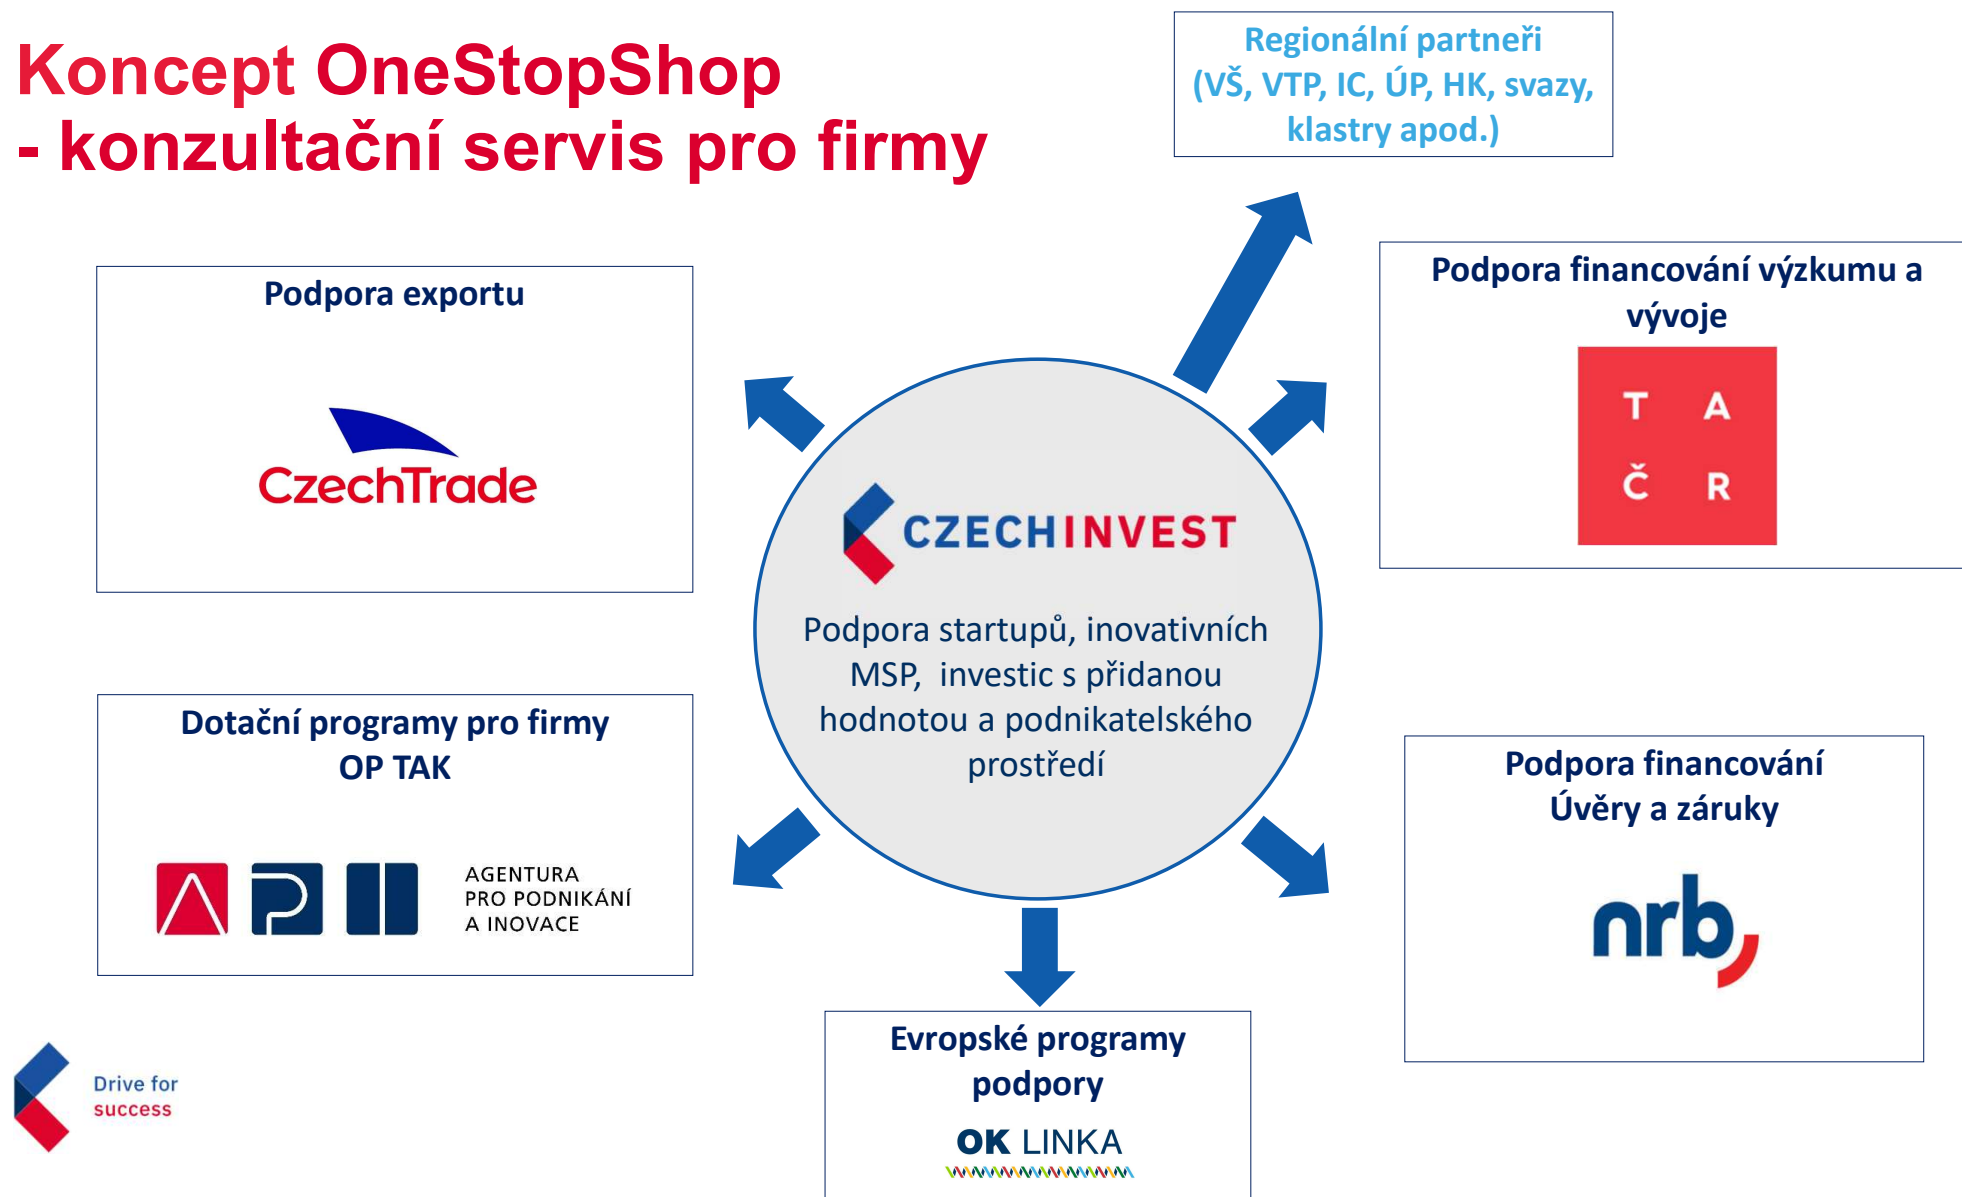 Koncept OneStopShop
- konzultační servis pro firmy
Regionální partneři
(VŠ, VTP, IC, ÚP, HK, svazy,
klastry apod.)
Podpora exportu
CzechTrade
Podpora financování výzkumu a
vývoje
T A
Č R
CZECHINVEST
Podpora startupů, inovativních
MSP, investic s přidanou
hodnotou a podnikatelského
prostředí
Dotační programy pro firmy
OP TAK
API
AGENTURA
PRO PODNIKÁNÍ
A INOVACE
Podpora financování
Úvěry a záruky
nrb
Evropské programy
podpory
OK LINKA
Drive for
success